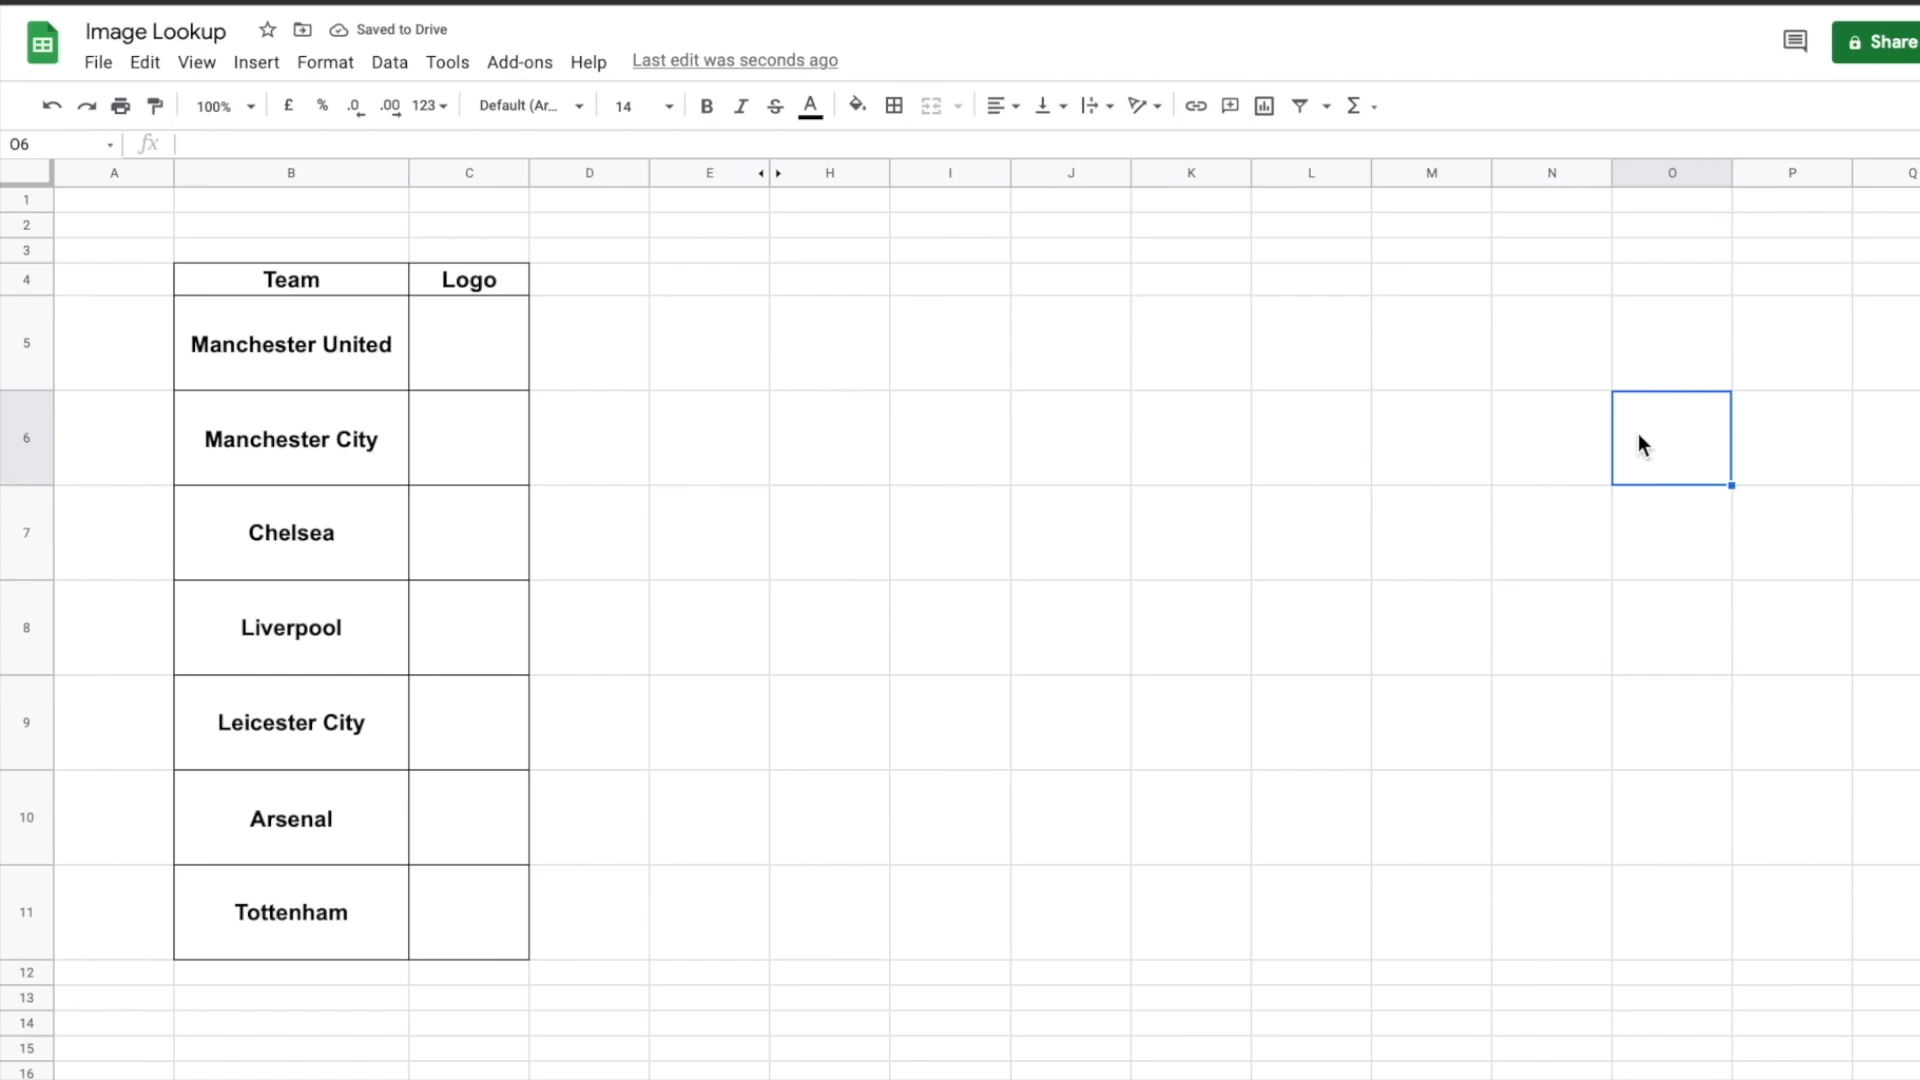 Image Lookup Saved to Drive
Share
File Edit View Insert Format Data Tools Add-ons Help Last edit was seconds ago
100% £ % .0 .00 123 Default (Ar... 14 B I S A Σ
O6 fx
A B C D E H I J K L M N O P Q
1
2
3
4 Team Logo
5 Manchester United
6 Manchester City
7 Chelsea
8 Liverpool
9 Leicester City
10 Arsenal
11 Tottenham
12
13
14
15
16